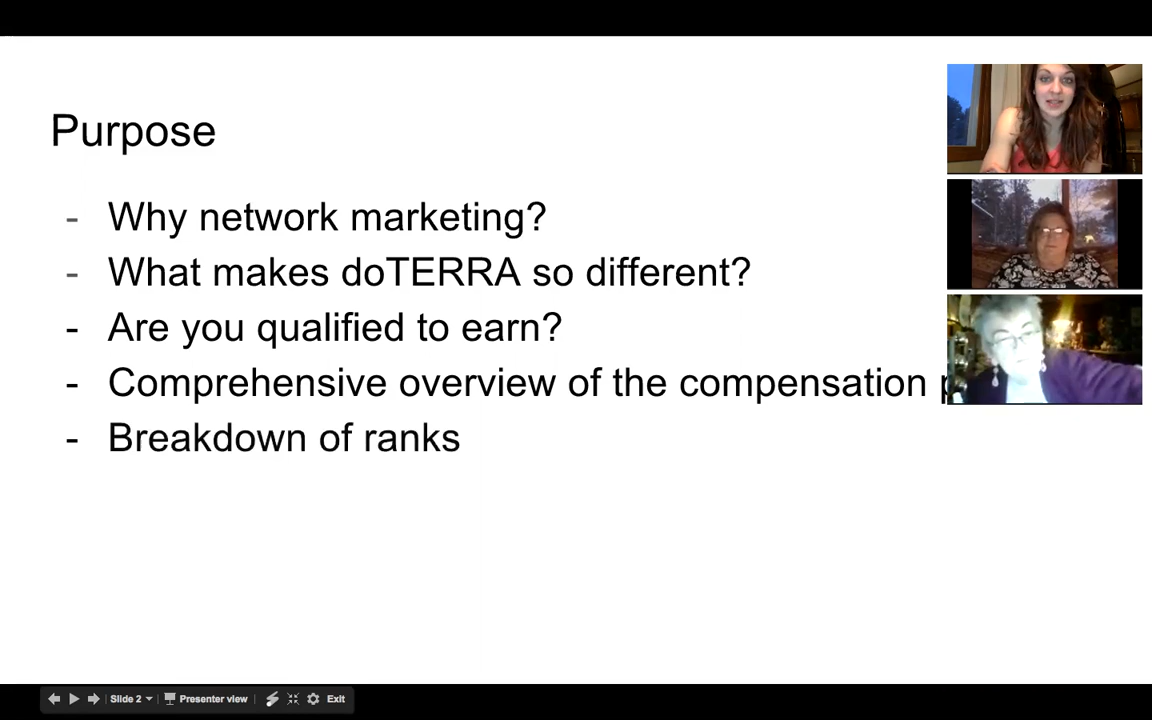 Purpose
- Why network marketing?
- What makes doTERRA so different?
- Are you qualified to earn?
- Comprehensive overview of the compensation
- Breakdown of ranks
Slide 2
Presenter view
Exit